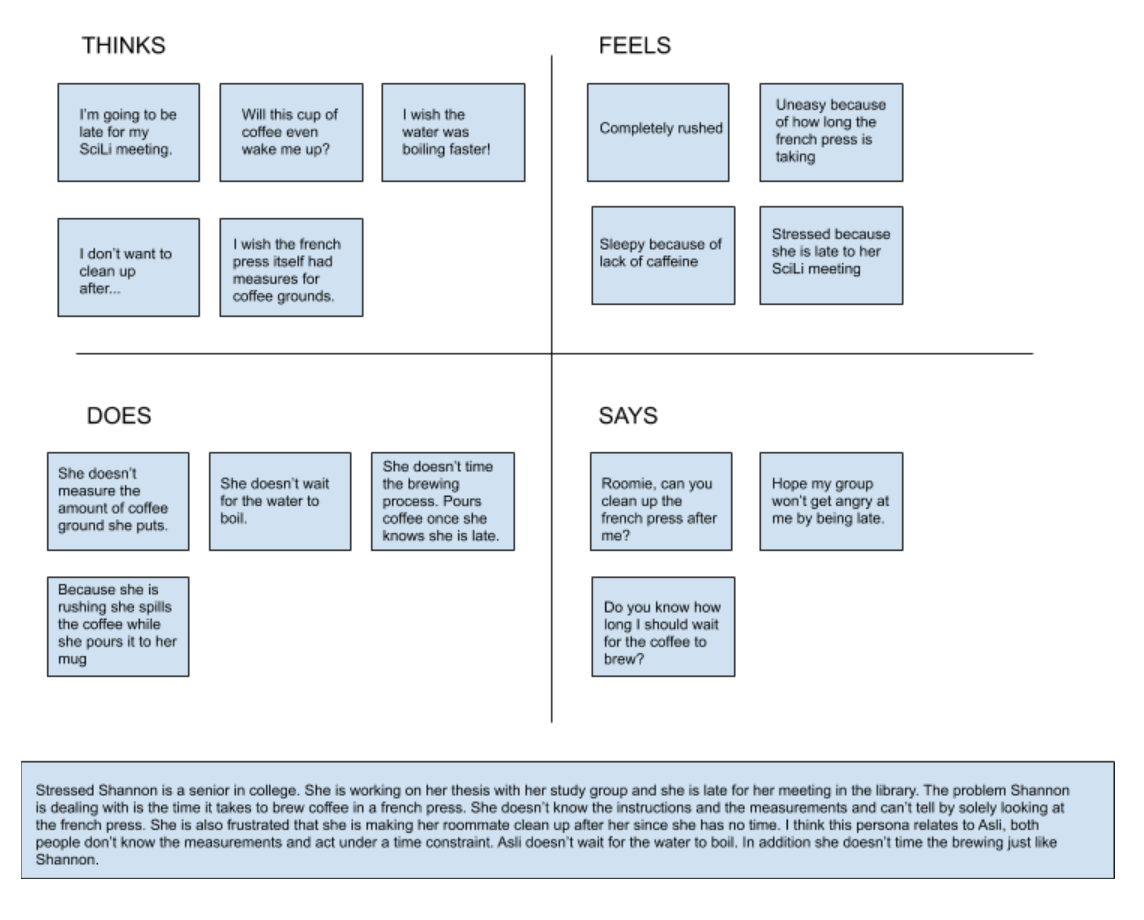 THINKS
I'm going to be
late for my
SciLi meeting.
Will this cup of
coffee even
wake me up?
I wish the
water was
boiling faster!
I don't want to
clean up
after...
I wish the french
press itself had
measures for
coffee grounds.
FEELS
Completely rushed
Uneasy because
of how long the
french press is
taking
Sleepy because of
lack of caffeine
Stressed because
she is late to her
SciLi meeting
DOES
She doesn't
measure the
amount of coffee
ground she puts.
She doesn't wait
for the water to
boil.
She doesn't time
the brewing
process. Pours
coffee once she
knows she is late.
Because she is
rushing she spills
the coffee while
she pours it to her
mug
SAYS
Roomie, can you
clean up the
french press after
me?
Hope my group
won't get angry at
me by being late.
Do you know how
long I should wait
for the coffee to
brew?
Stressed Shannon is a senior in college. She is working on her thesis with her study group and she is late for her meeting in the library. The problem Shannon
is dealing with is the time it takes to brew coffee in a french press. She doesn't know the instructions and the measurements and can't tell by solely looking at
the french press. She is also frustrated that she is making her roommate clean up after her since she has no time. I think this persona relates to Asli, both
people don't know the measurements and act under a time constraint. Asli doesn't wait for the water to boil. In addition she doesn't time the brewing just like
Shannon.